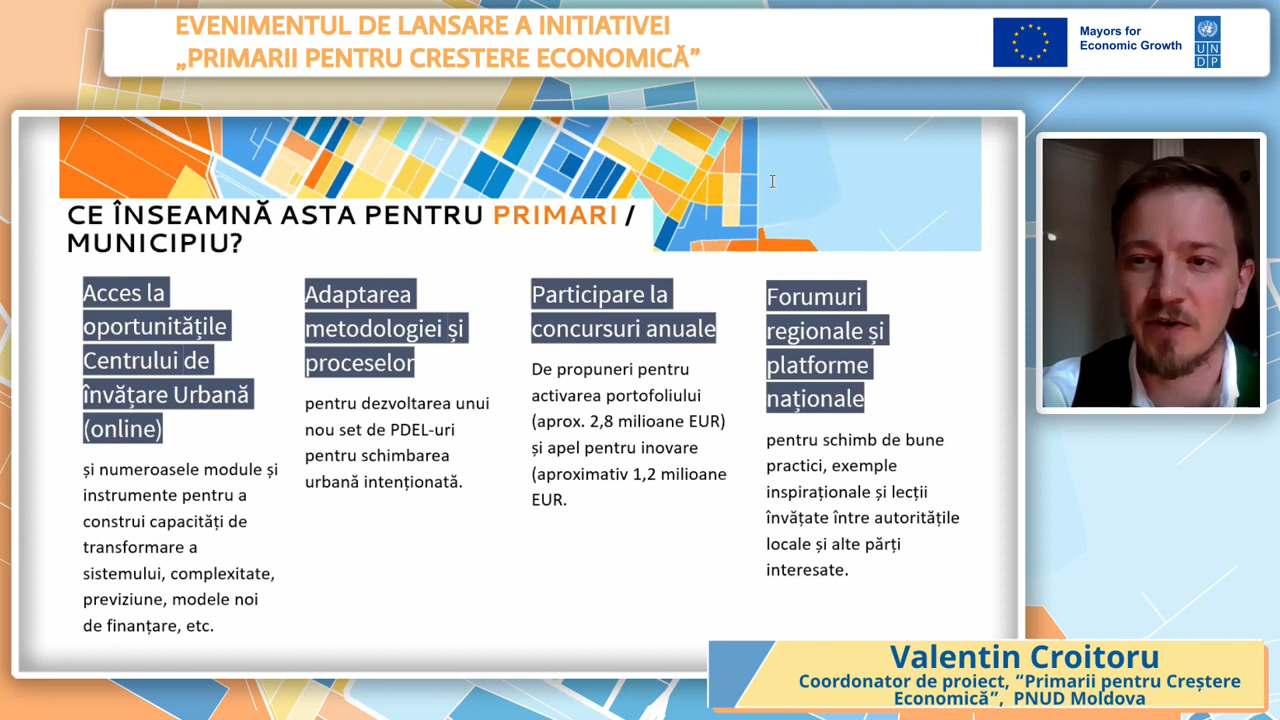 EVENIMENTUL DE LANSARE A INITIATIVEI
„PRIMARII PENTRU CRESTERE ECONOMICĂ”
Mayors for
Economic Growth
UN
DP
CE ÎNSEAMNĂ ASTA PENTRU PRIMARI /
MUNICIPIU?
Acces la
oportunitățile
Centrului de
învățare Urbană
(online)
și numeroasele module și
instrumente pentru a
construi capacități de
transformare a
sistemului, complexitate,
previziune, modele noi
de finanțare, etc.
Adaptarea
metodologiei și
proceselor
pentru dezvoltarea unui
nou set de PDEL-uri
pentru schimbarea
urbană intenționată.
Participare la
concursuri anuale
De propuneri pentru
activarea portofoliului
(aprox. 2,8 milioane EUR)
și apel pentru inovare
(aproximativ 1,2 milioane
EUR.
Forumuri
regionale și
platforme
naționale
pentru schimb de bune
practici, exemple
inspiraționale și lecții
învățate între autoritățile
locale și alte părți
interesate.
Valentin Croitoru
Coordonator de proiect, “Primarii pentru Creștere
Economică”, PNUD Moldova